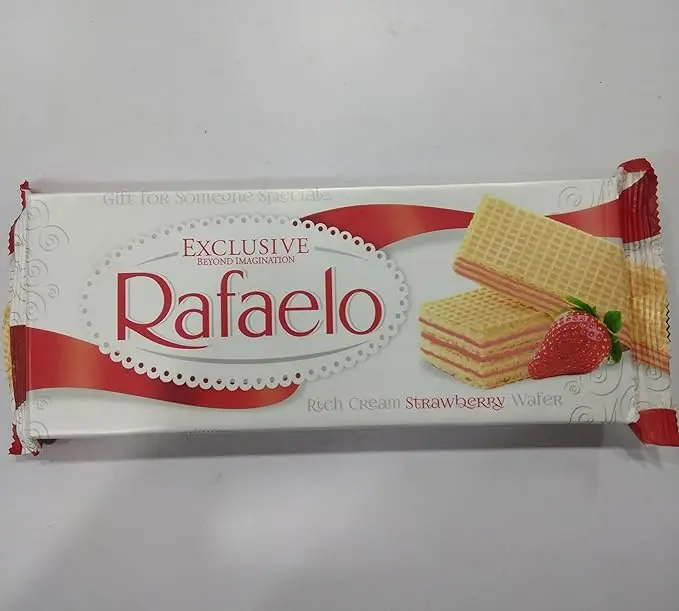 Gift for Someone Special...
EXCLUSIVE
BEYOND IMAGINATION
Rafaelo
Rich Cream Strawberry Wafer